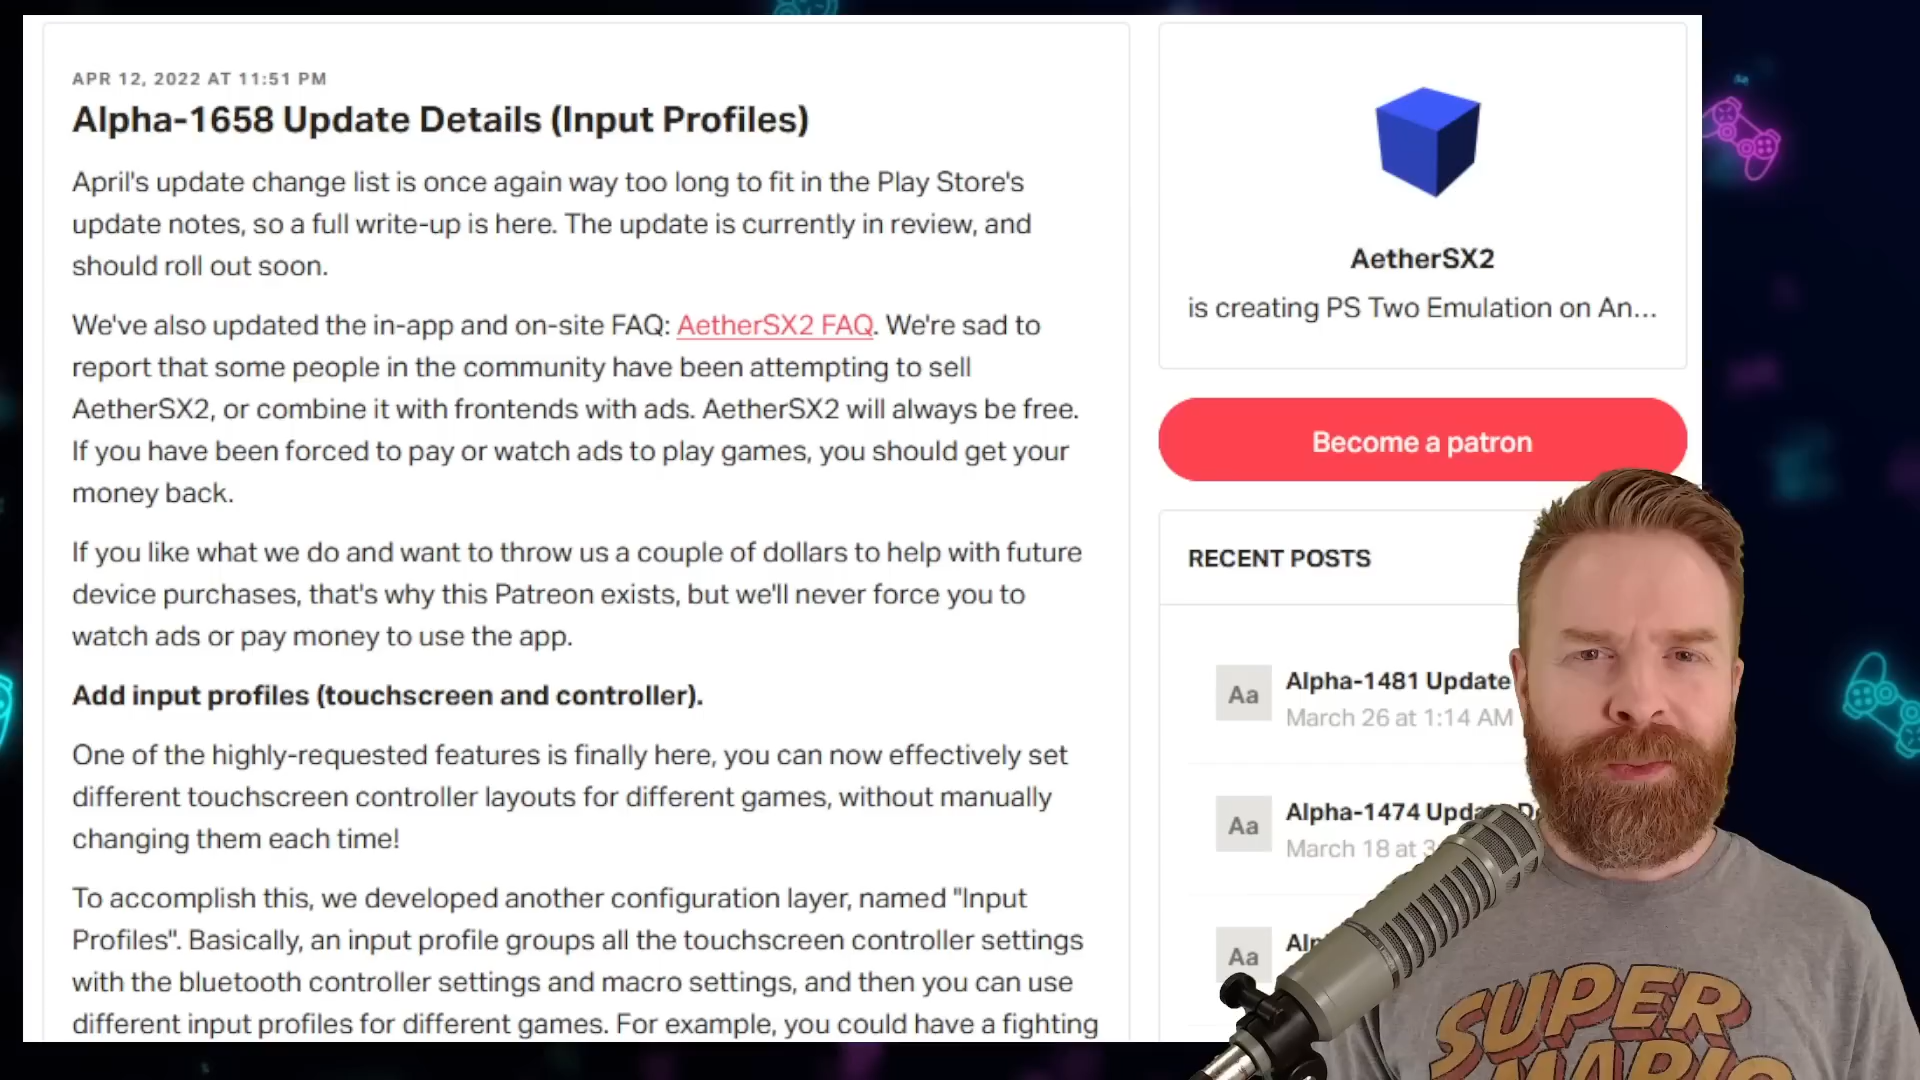 APR 12, 2022 AT 11:51 PM
Alpha-1658 Update Details (Input Profiles)
April's update change list is once again way too long to fit in the Play Store's
update notes, so a full write-up is here. The update is currently in review, and
should roll out soon.
We've also updated the in-app and on-site FAQ: AetherSX2 FAQ. We're sad to
report that some people in the community have been attempting to sell
AetherSX2, or combine it with frontends with ads. AetherSX2 will always be free.
If you have been forced to pay or watch ads to play games, you should get your
money back.
If you like what we do and want to throw us a couple of dollars to help with future
device purchases, that's why this Patreon exists, but we'll never force you to
watch ads or pay money to use the app.
Add input profiles (touchscreen and controller).
One of the highly-requested features is finally here, you can now effectively set
different touchscreen controller layouts for different games, without manually
changing them each time!
To accomplish this, we developed another configuration layer, named "Input
Profiles". Basically, an input profile groups all the touchscreen controller settings
with the bluetooth controller settings and macro settings, and then you can use
different input profiles for different games. For example, you could have a fighting
AetherSX2
is creating PS Two Emulation on An...
Become a patron
RECENT POSTS
Aa
Alpha-1481 Update
March 26 at 1:14 AM
Aa
Alpha-1474
March 18 at
Aa
SUPER
MARIO